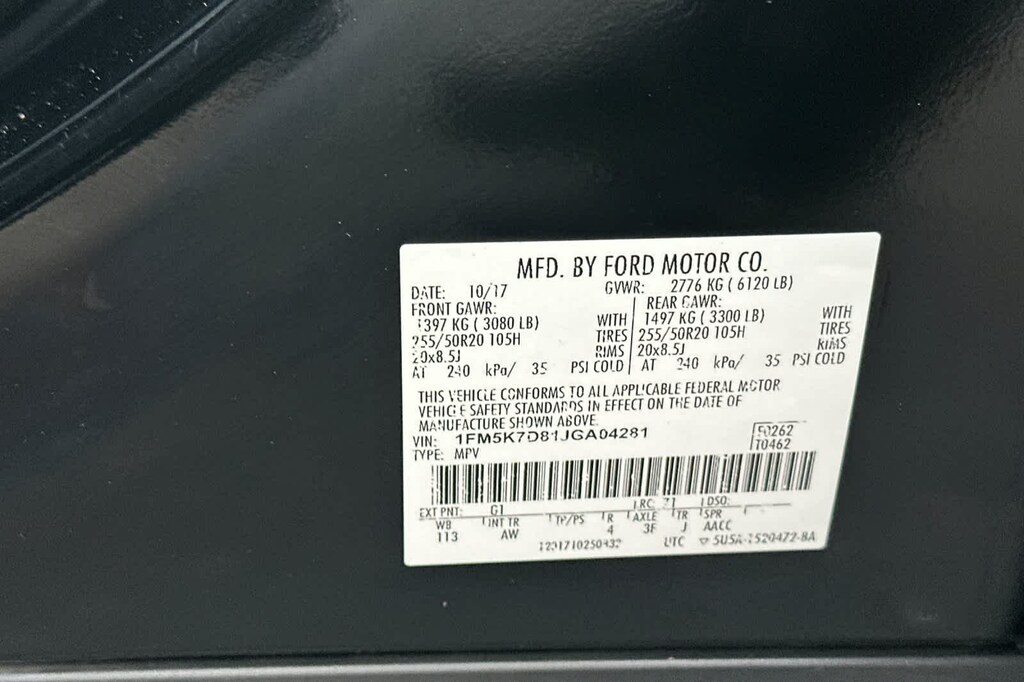 MFD. BY FORD MOTOR CO.
DATE: 10/17 GVWR: 2776 KG ( 6120 LB)
FRONT GAWR: REAR GAWR:
1397 KG ( 3080 LB) WITH 1497 KG ( 3300 LB) WITH
255/50R20 105H TIRES 255/50R20 105H TIRES
20x8.5J RIMS 20x8.5J RIMS
AT 240 kPa/ 35 PSI COLD AT 240 kPa/ 35 PSI COLD
THIS VEHICLE CONFORMS TO ALL APPLICABLE FEDERAL MOTOR
VEHICLE SAFETY STANDARDS IN EFFECT ON THE DATE OF
MANUFACTURE SHOWN ABOVE.
VIN: 1FM5K7D81JGA04281 F0262
TYPE: MPV T0462
EXT PNT: G1 RC: 71 DSO:
WB INT TR TP/PS R AXLE TR SPR
113 AW 4 3F J AACC
UTC